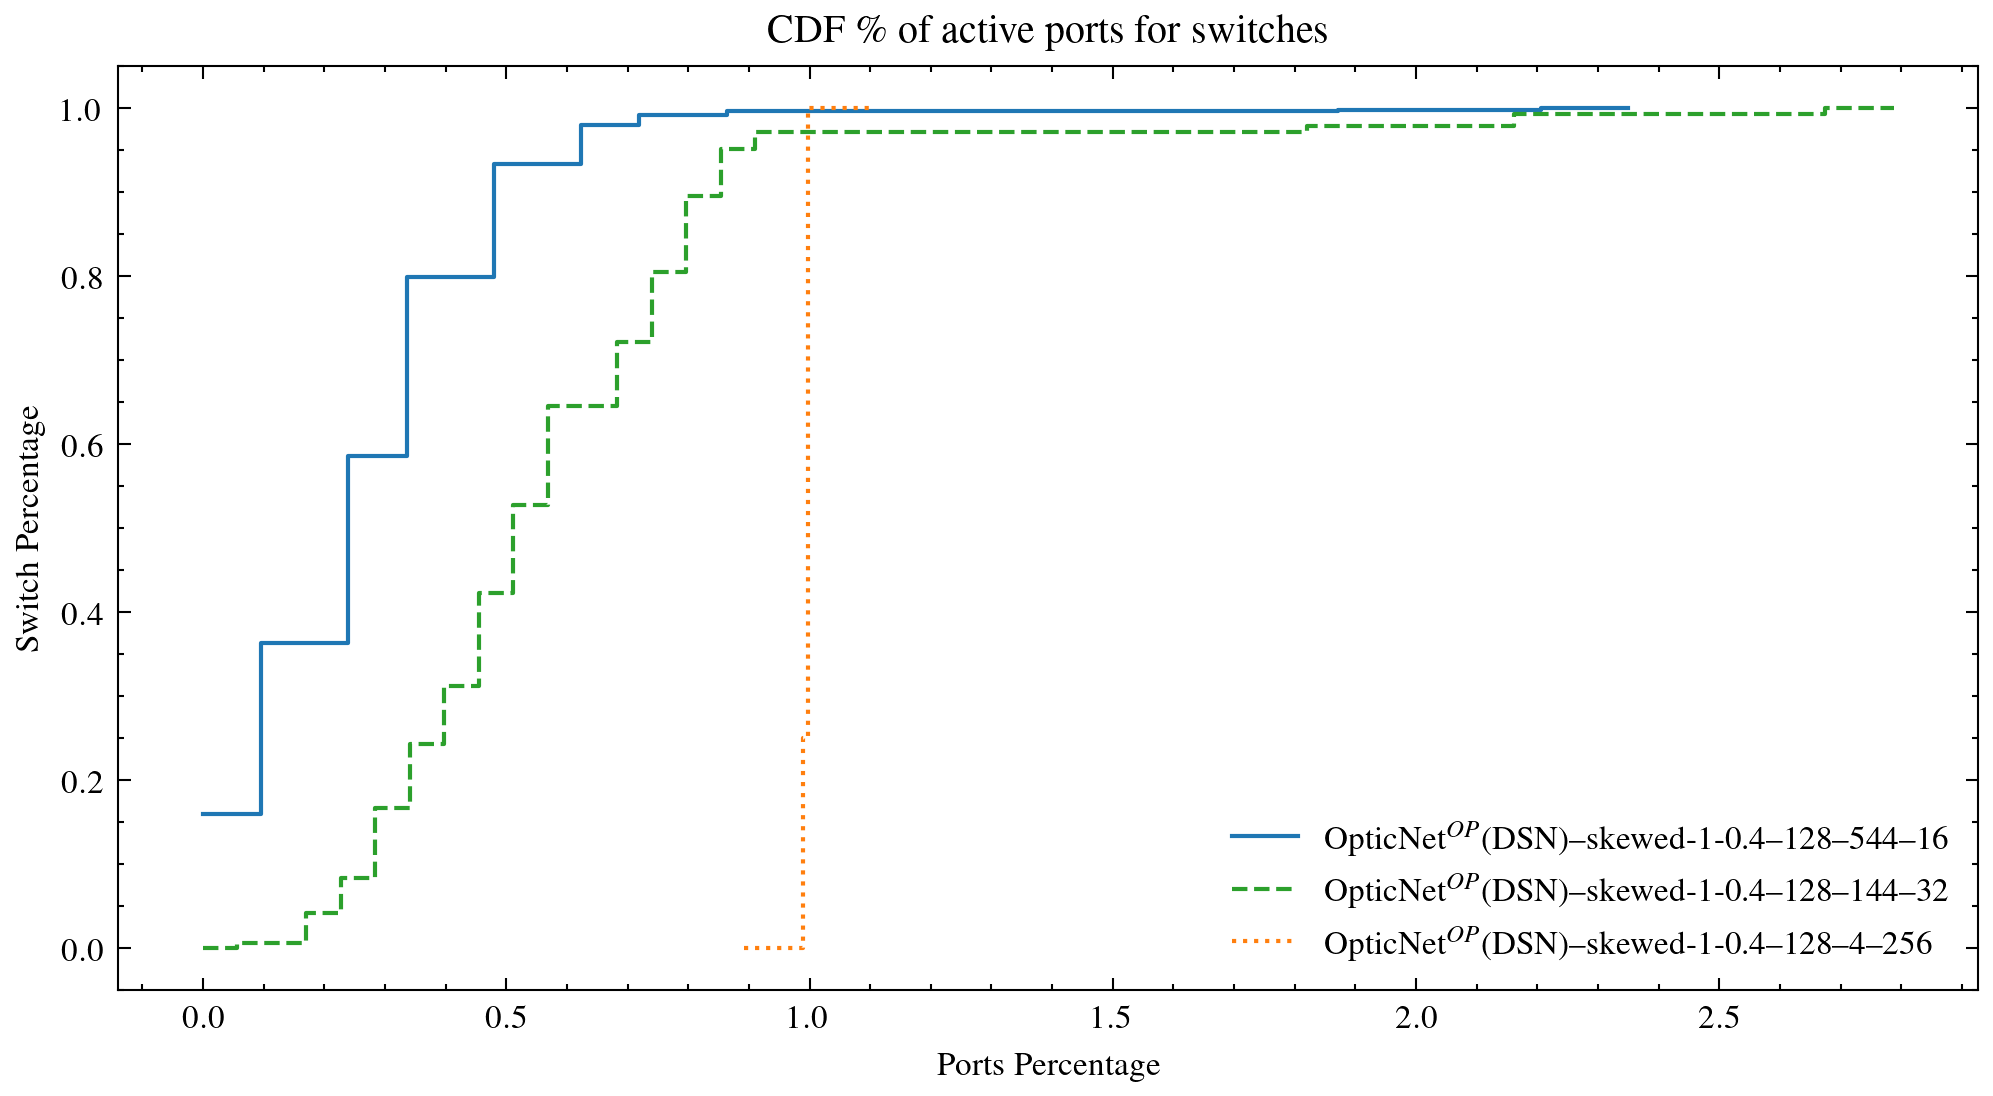 CDF % of active ports for switches
1.0
0.8
0.6
0.4
0.2
0.0
Switch Percentage
OpticNet^OP(DSN)–skewed-1-0.4–128–544–16
OpticNet^OP(DSN)–skewed-1-0.4–128–144–32
OpticNet^OP(DSN)–skewed-1-0.4–128–4–256
0.0 0.5 1.0 1.5 2.0 2.5
Ports Percentage